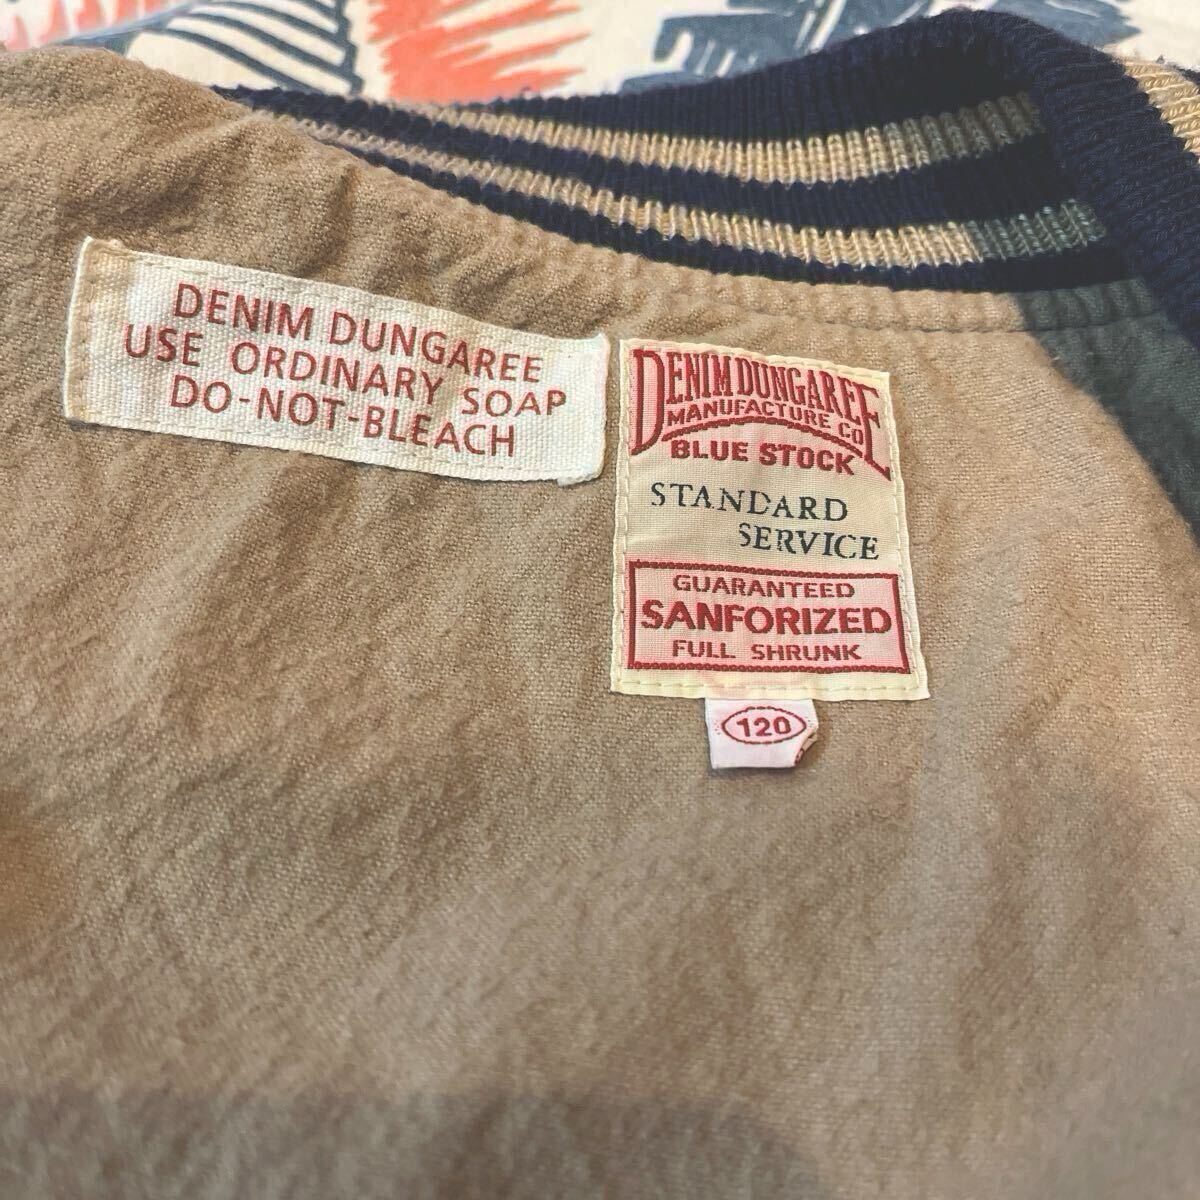 DENIM DUNGAREE
USE ORDINARY SOAP
DO-NOT-BLEACH
DENIM DUNGAREE
MANUFACTURE CO
BLUE STOCK
STANDARD
SERVICE
GUARANTEED
SANFORIZED
FULL SHRUNK
120